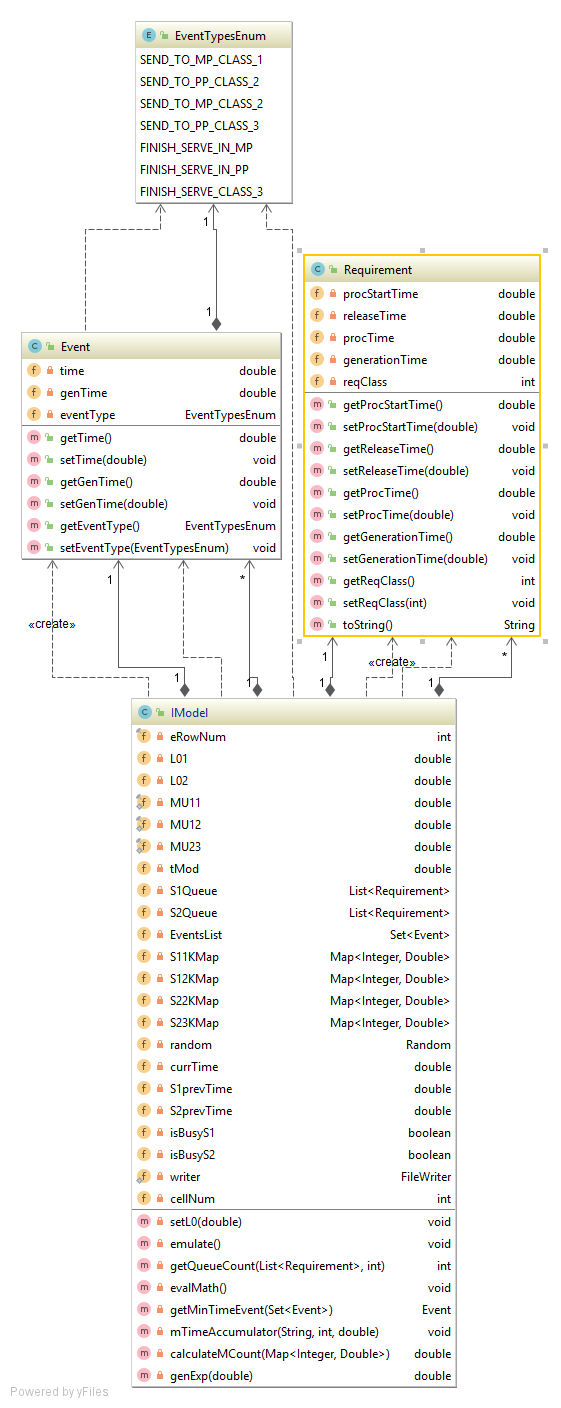 EventTypesEnum
SEND_TO_MP_CLASS_1
SEND_TO_PP_CLASS_2
SEND_TO_MP_CLASS_2
SEND_TO_PP_CLASS_3
FINISH_SERVE_IN_MP
FINISH_SERVE_IN_PP
FINISH_SERVE_CLASS_3
1
1
Requirement
procStartTime double
releaseTime double
procTime double
generationTime double
reqClass int
getProcStartTime() double
setProcStartTime(double) void
getReleaseTime() double
setReleaseTime(double) void
getProcTime() double
setProcTime(double) void
getGenerationTime() double
setGenerationTime(double) void
getReqClass() int
setReqClass(int) void
toString() String
Event
time double
genTime double
eventType EventTypesEnum
getTime() double
setTime(double) void
getGenTime() double
setGenTime(double) void
getEventType() EventTypesEnum
setEventType(EventTypesEnum) void
«create» 1 * 1 «create» *
1 1 1 1
IModel
eRowNum int
L01 double
L02 double
MU11 double
MU12 double
MU23 double
tMod double
S1Queue List<Requirement>
S2Queue List<Requirement>
EventsList Set<Event>
S11KMap Map<Integer, Double>
S12KMap Map<Integer, Double>
S22KMap Map<Integer, Double>
S23KMap Map<Integer, Double>
random Random
currTime double
S1prevTime double
S2prevTime double
isBusyS1 boolean
isBusyS2 boolean
writer FileWriter
cellNum int
setL0(double) void
emulate() void
getQueueCount(List<Requirement>, int) int
evalMath() void
getMinTimeEvent(Set<Event>) Event
mTimeAccumulator(String, int, double) void
calculateMCount(Map<Integer, Double>) double
genExp(double) double
Powered by yFiles